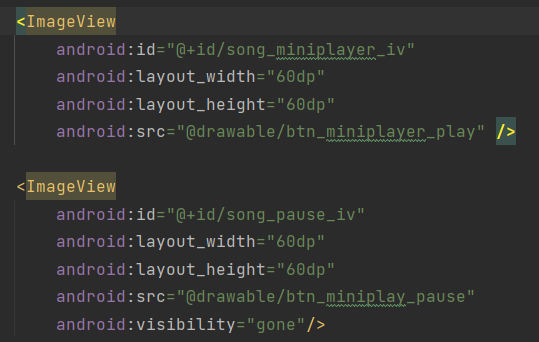 <ImageView
android:id="@+id/song_miniplayer_iv"
android:layout_width="60dp"
android:layout_height="60dp"
android:src="@drawable/btn_miniplayer_play" />
<ImageView
android:id="@+id/song_pause_iv"
android:layout_width="60dp"
android:layout_height="60dp"
android:src="@drawable/btn_miniplay_pause"
android:visibility="gone"/>